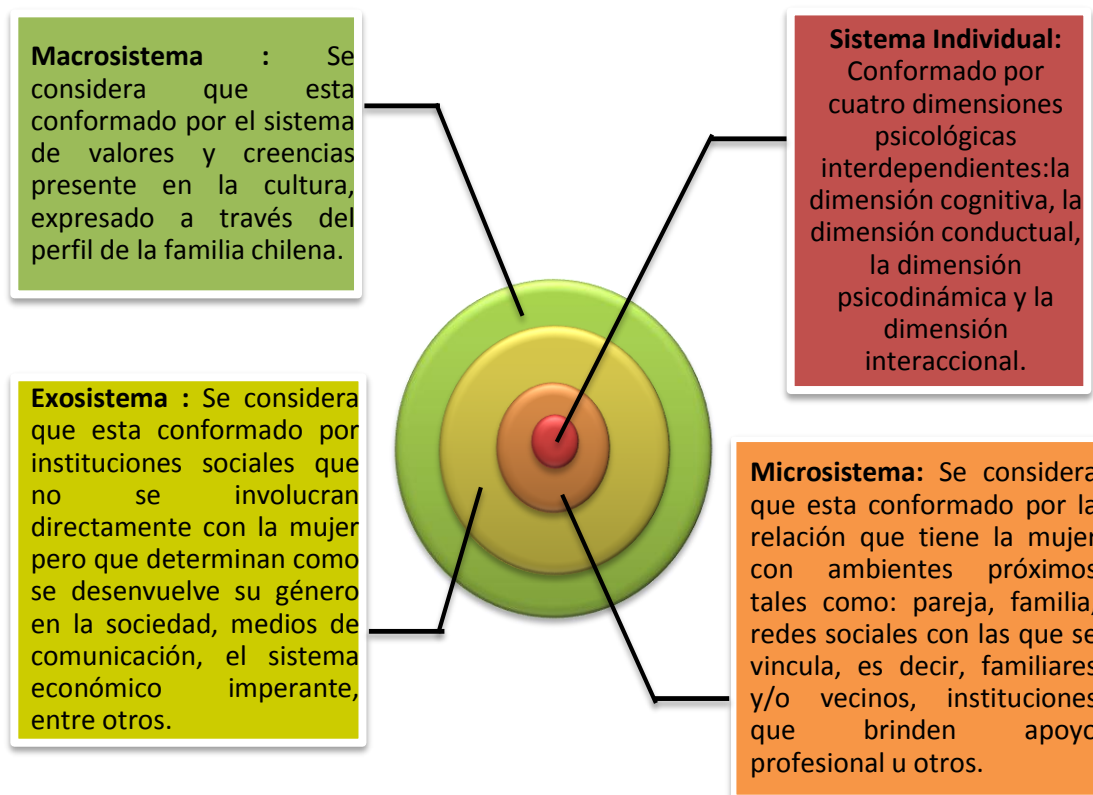 Macrosistema : Se
considera que esta
conformado por el sistema
de valores y creencias
presente en la cultura,
expresado a través del
perfil de la familia chilena.
Sistema Individual:
Conformado por
cuatro dimensiones
psicológicas
interdependientes:la
dimensión cognitiva, la
dimensión conductual,
la dimensión
psicodinámica y la
dimensión
interaccional.
Exosistema : Se considera
que esta conformado por
instituciones sociales que
no se involucran
directamente con la mujer
pero que determinan como
se desenvuelve su género
en la sociedad, medios de
comunicación, el sistema
económico imperante,
entre otros.
Microsistema: Se considera
que esta conformado por la
relación que tiene la mujer
con ambientes próximos
tales como: pareja, familia,
redes sociales con las que se
vincula, es decir, familiares
y/o vecinos, instituciones
que brinden apoyo
profesional u otros.